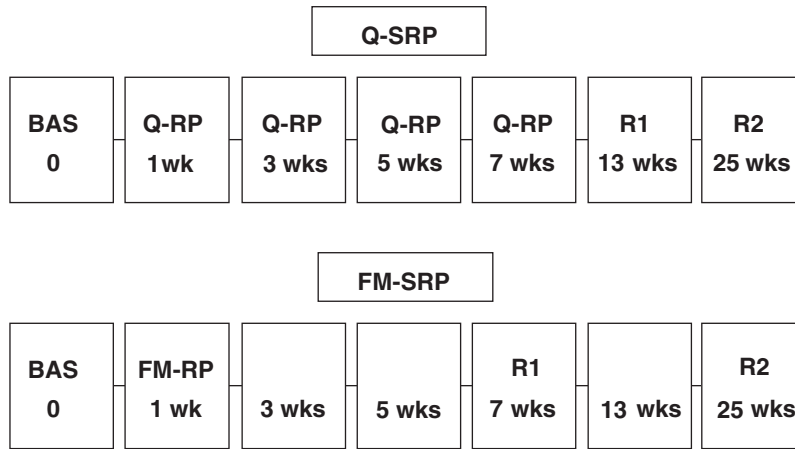 Q-SRP
BAS Q-RP Q-RP Q-RP Q-RP R1 R2
0 1wk 3 wks 5 wks 7 wks 13 wks 25 wks
FM-SRP
BAS FM-RP R1 R2
0 1 wk 3 wks 5 wks 7 wks 13 wks 25 wks